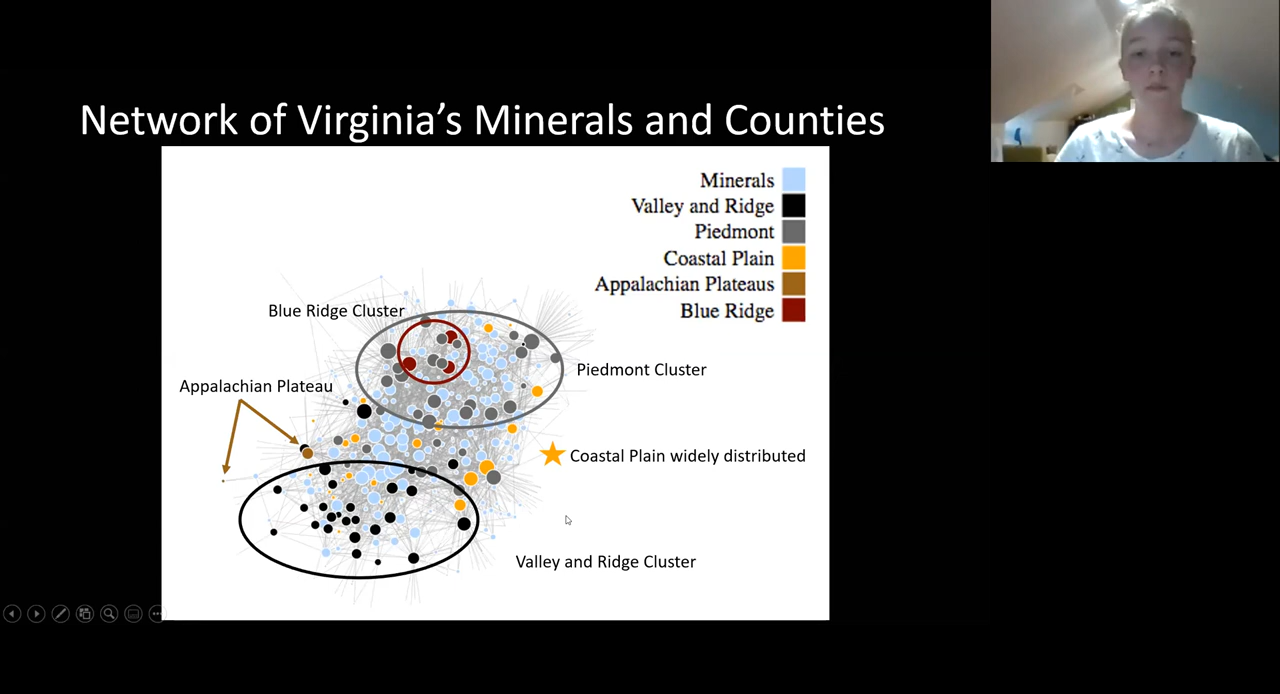 Network of Virginia’s Minerals and Counties
Minerals
Valley and Ridge
Piedmont
Coastal Plain
Appalachian Plateaus
Blue Ridge
Blue Ridge Cluster
Piedmont Cluster
Appalachian Plateau
Coastal Plain widely distributed
Valley and Ridge Cluster